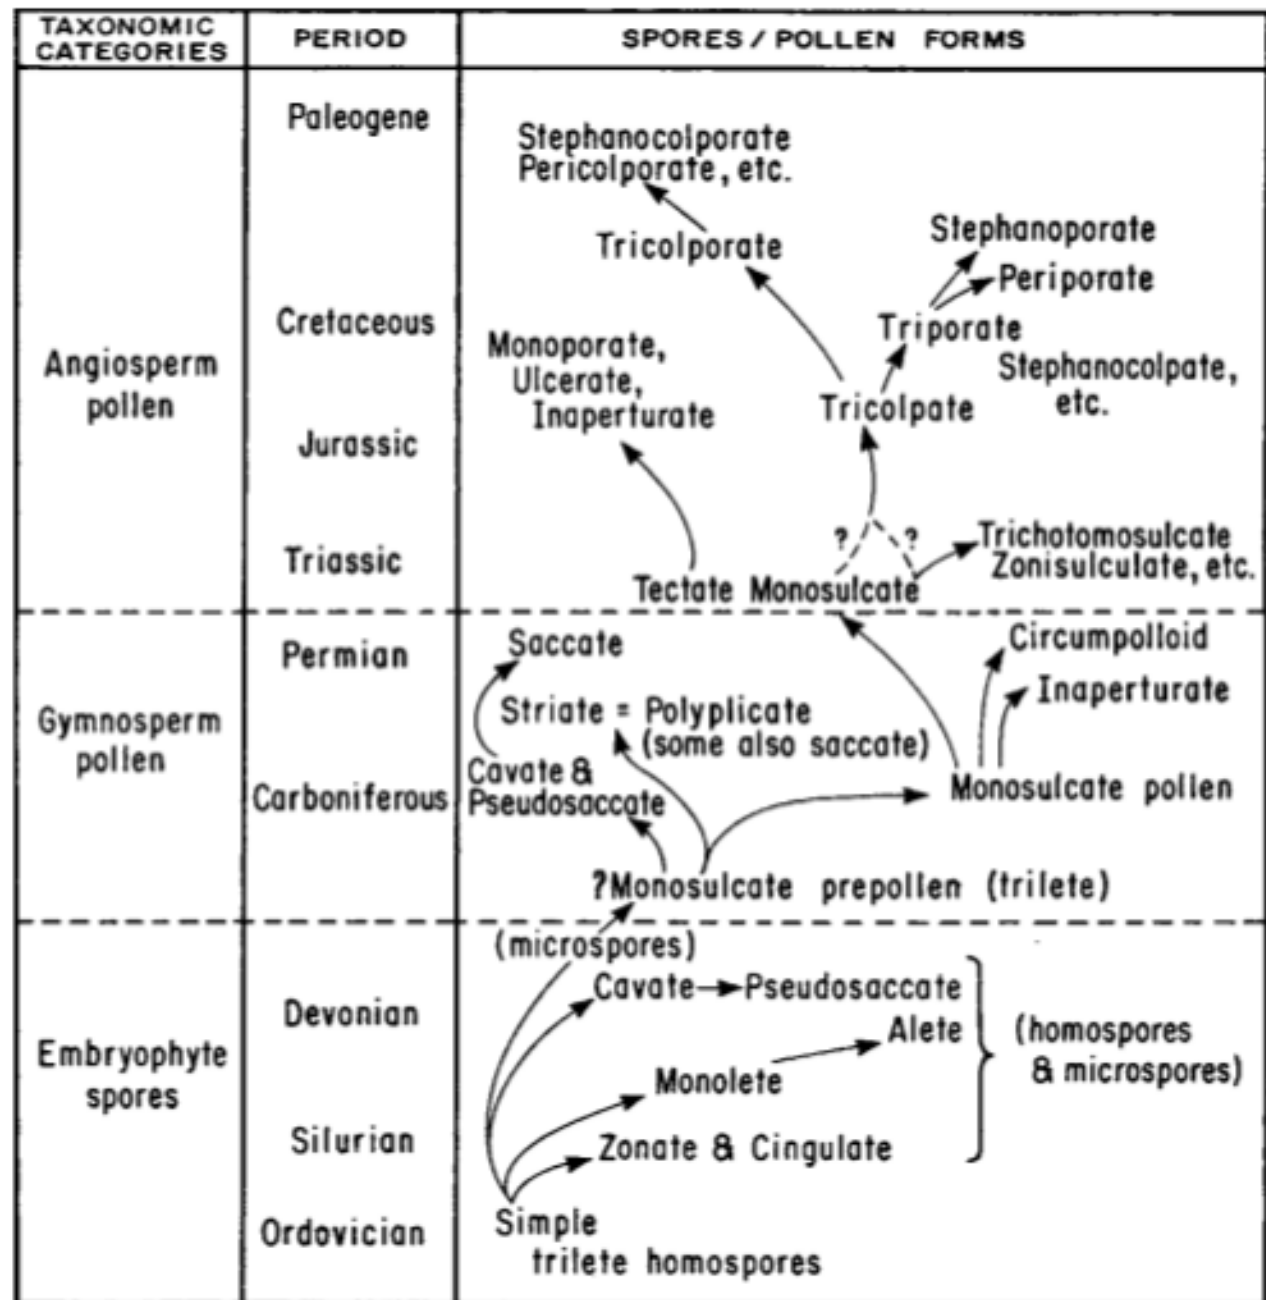 TAXONOMIC
CATEGORIES
PERIOD
SPORES / POLLEN FORMS
Paleogene
Stephanocolporate
Pericolporate, etc.
Tricolporate
Stephanoporate
Periporate
Cretaceous
Triporate
Monoporate,
Ulcerate,
Inaperturate
Angiosperm
pollen
Stephanocolpate,
etc.
Tricolpate
Jurassic
? ?
Triassic
Trichotomosulcate
Zonisulculate, etc.
Tectate Monosulcate
Permian
Saccate
Circumpolloid
Inaperturate
Gymnosperm
pollen
Striate = Polyplicate
(some also saccate)
Carboniferous
Cavate &
Pseudosaccate
Monosulcate pollen
?Monosulcate prepollen (trilete)
(microspores)
Devonian
Cavate
Pseudosaccate
Alete
(homospores
& microspores)
Embryophyte
spores
Monolete
Silurian
Zonate & Cingulate
Ordovician
Simple
trilete homospores